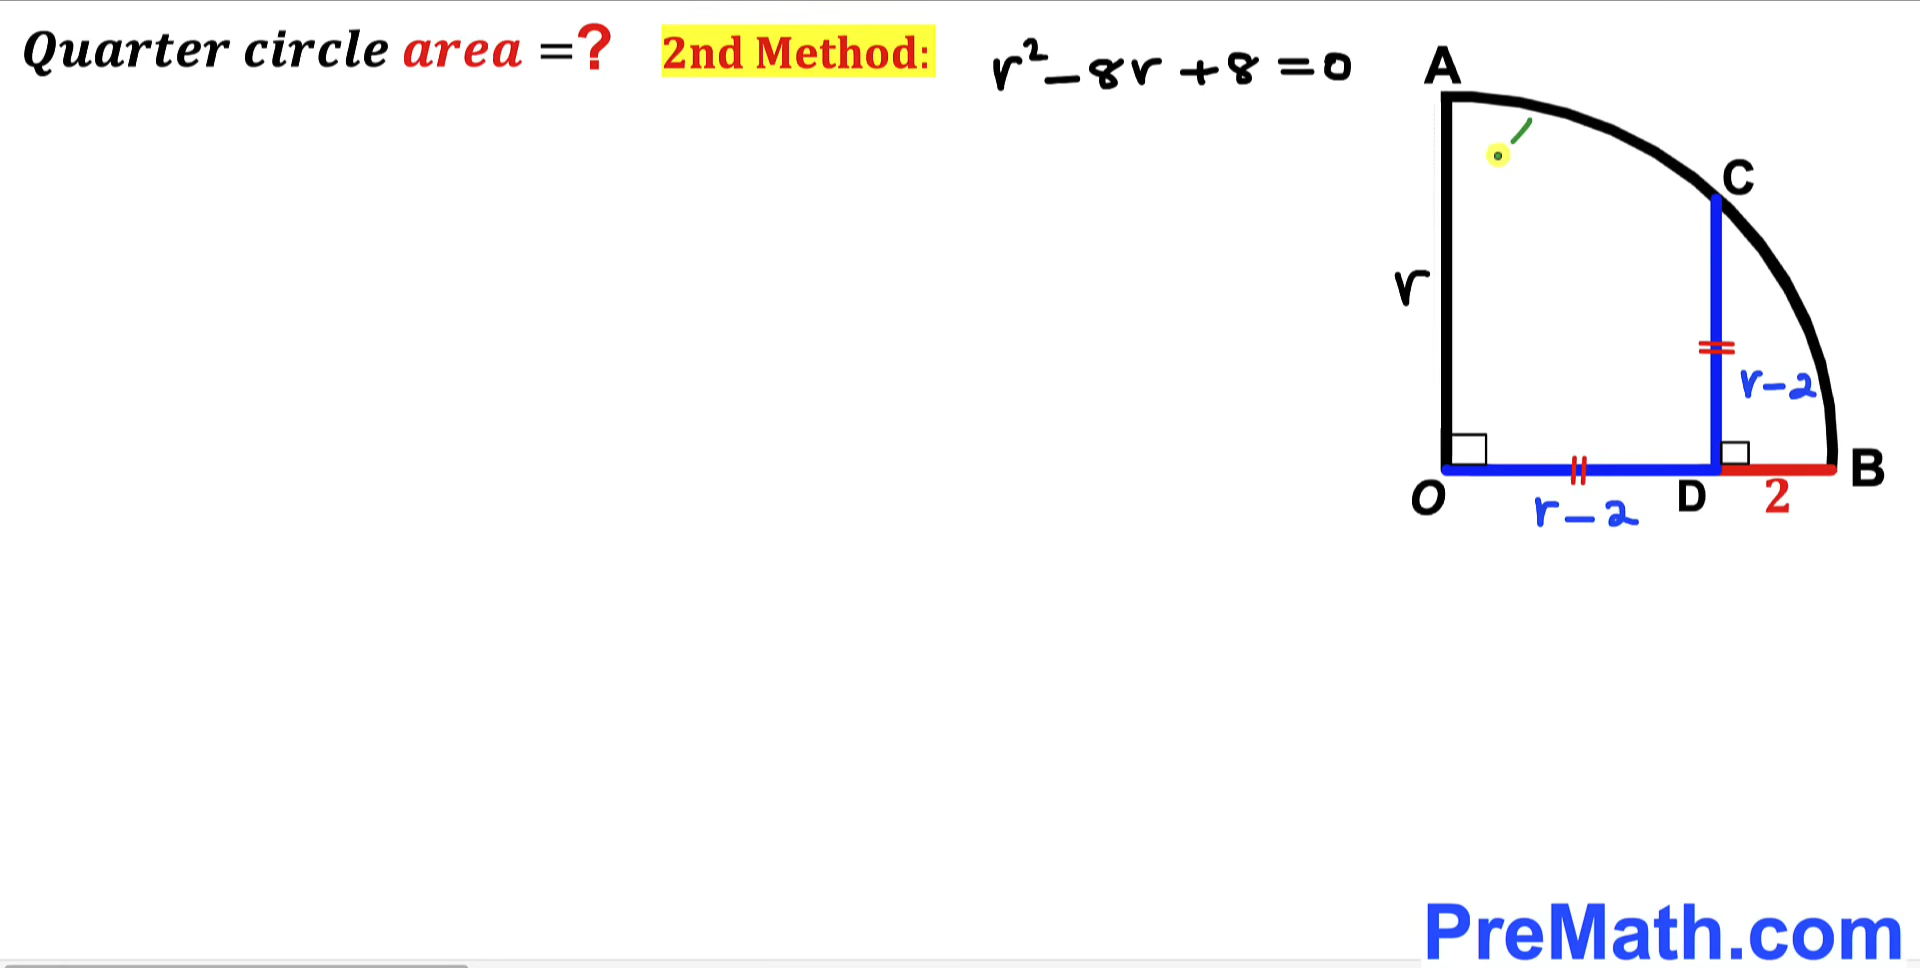 Quarter circle area =? 2nd Method: r²-8r+8=0
A
C
r
r-2
O
r-2
D
2
B
PreMath.com